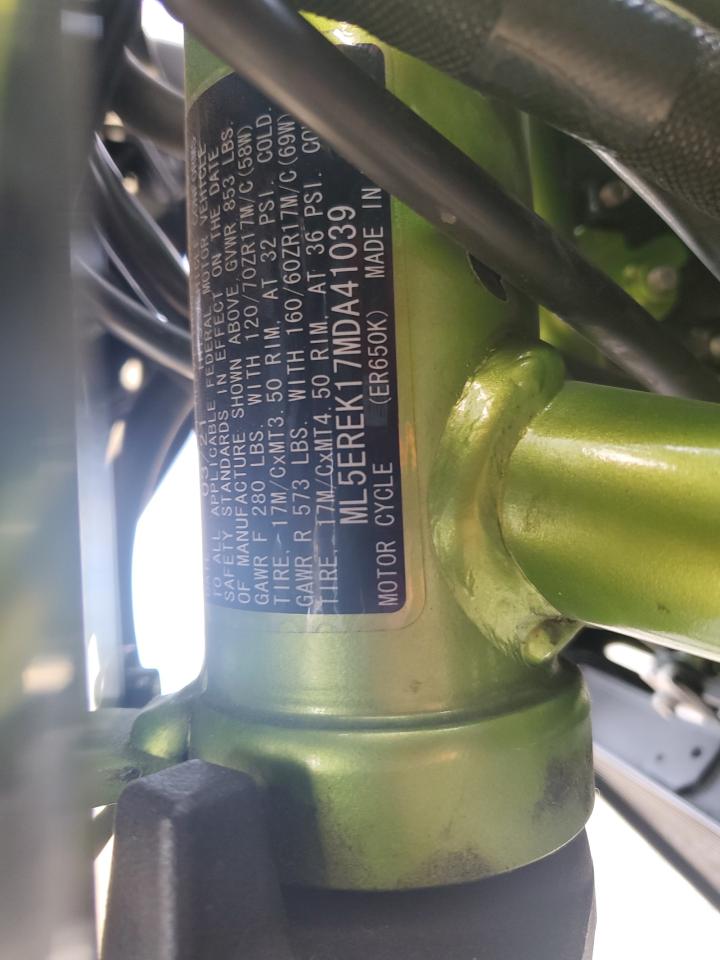 03/21
TO ALL APPLICABLE FEDERAL MOTOR VEHICLE
SAFETY STANDARDS IN EFFECT ON THE DATE
OF MANUFACTURE SHOWN ABOVE. GVWR 853 LBS.
GAWR F 280 LBS. WITH 120/70ZR17M/C(58W)
TIRE, 17M/CxMT3.50 RIM, AT 32 PSI. COLD.
GAWR R 573 LBS. WITH 160/60ZR17M/C(69W)
TIRE, 17M/CxMT4.50 RIM, AT 36 PSI.
ML5EREK17MDA41039
MOTOR CYCLE (ER650K) MADE IN